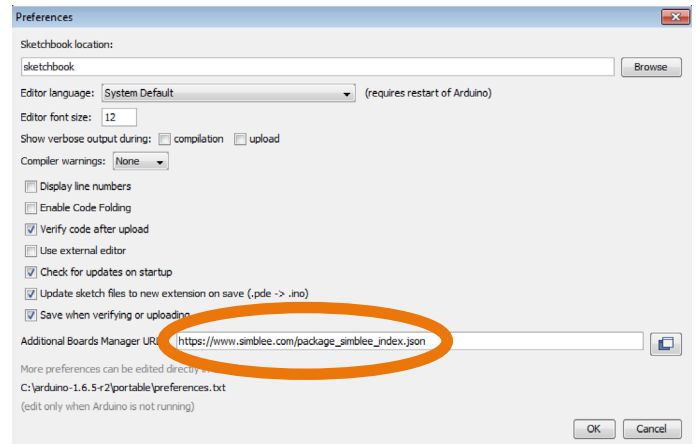 Preferences
Sketchbook location:
sketchbook
Browse
Editor language: System Default (requires restart of Arduino)
Editor font size: 12
Show verbose output during: compilation upload
Compiler warnings: None
Display line numbers
Enable Code Folding
Verify code after upload
Use external editor
Check for updates on startup
Update sketch files to new extension on save (.pde -> .ino)
Save when verifying or uploading
Additional Boards Manager https://www.simblee.com/package_simblee_index.json
More preferences can be edited directly
C:\arduino-1.6.5-r2\portable\preferences.txt
(edit only when Arduino is not running)
OK Cancel